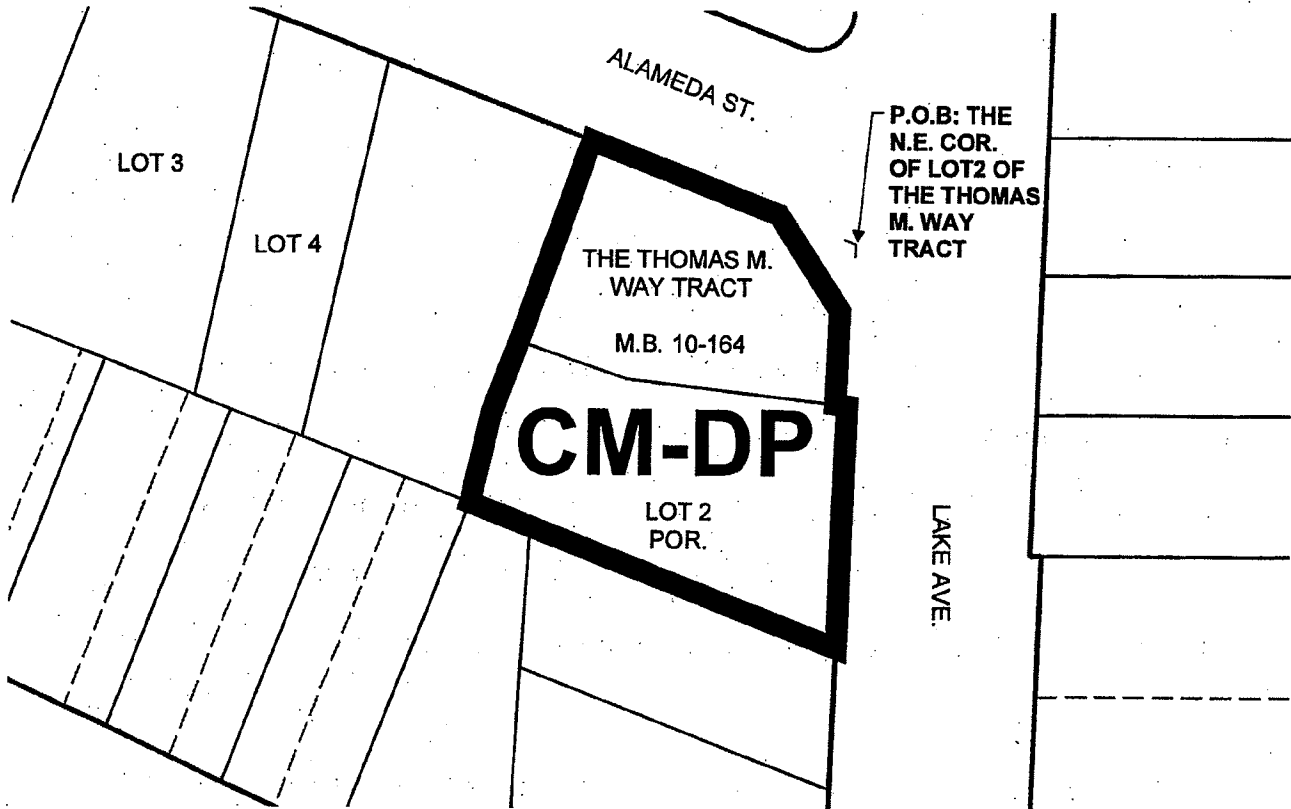 ALAMEDA ST.
P.O.B: THE
N.E. COR.
OF LOT2 OF
THE THOMAS
M. WAY
TRACT
LOT 3
LOT 4
THE THOMAS M.
WAY TRACT
M.B. 10-164
CM-DP
LOT 2
POR.
LAKE AVE.